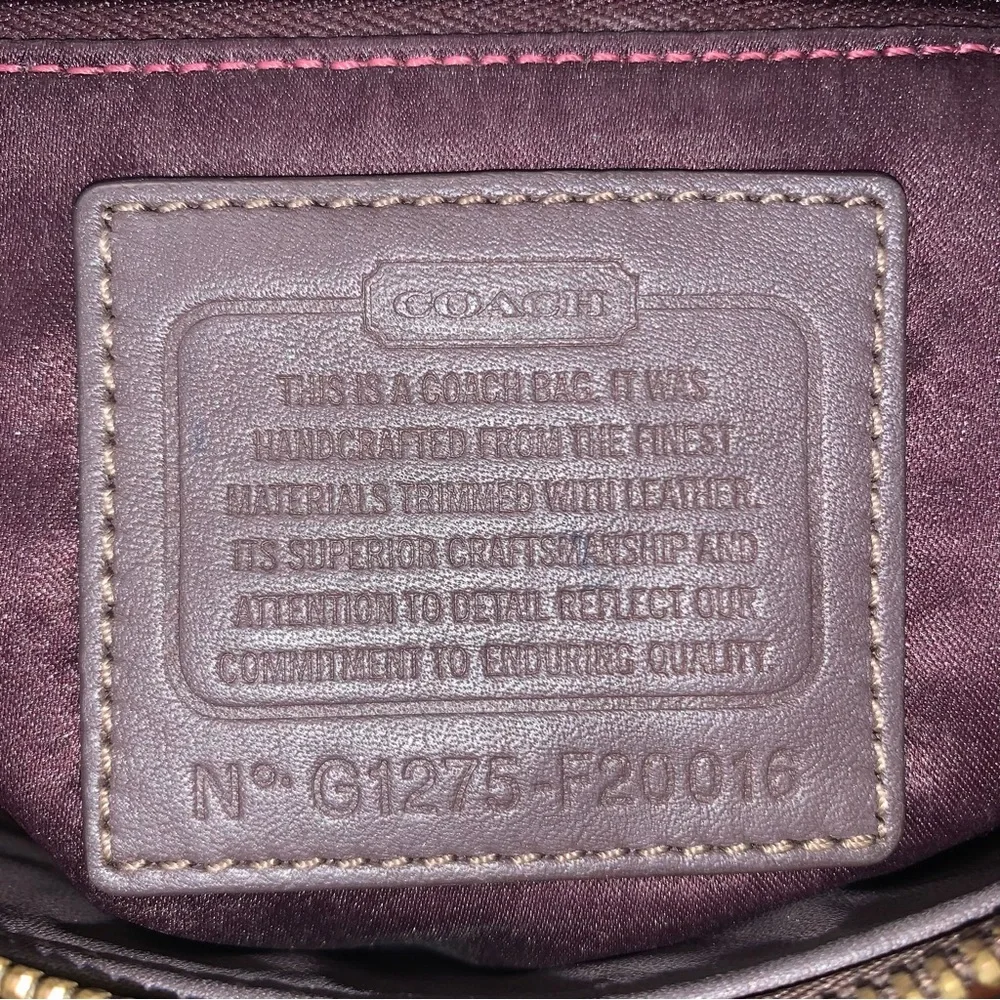 COACH
THIS IS A COACH BAG. IT WAS
HANDCRAFTED FROM THE FINEST
MATERIALS TRIMMED WITH LEATHER.
ITS SUPERIOR CRAFTSMANSHIP AND
ATTENTION TO DETAIL REFLECT OUR
COMMITMENT TO ENDURING QUALITY.
Nº· G1275-F20016